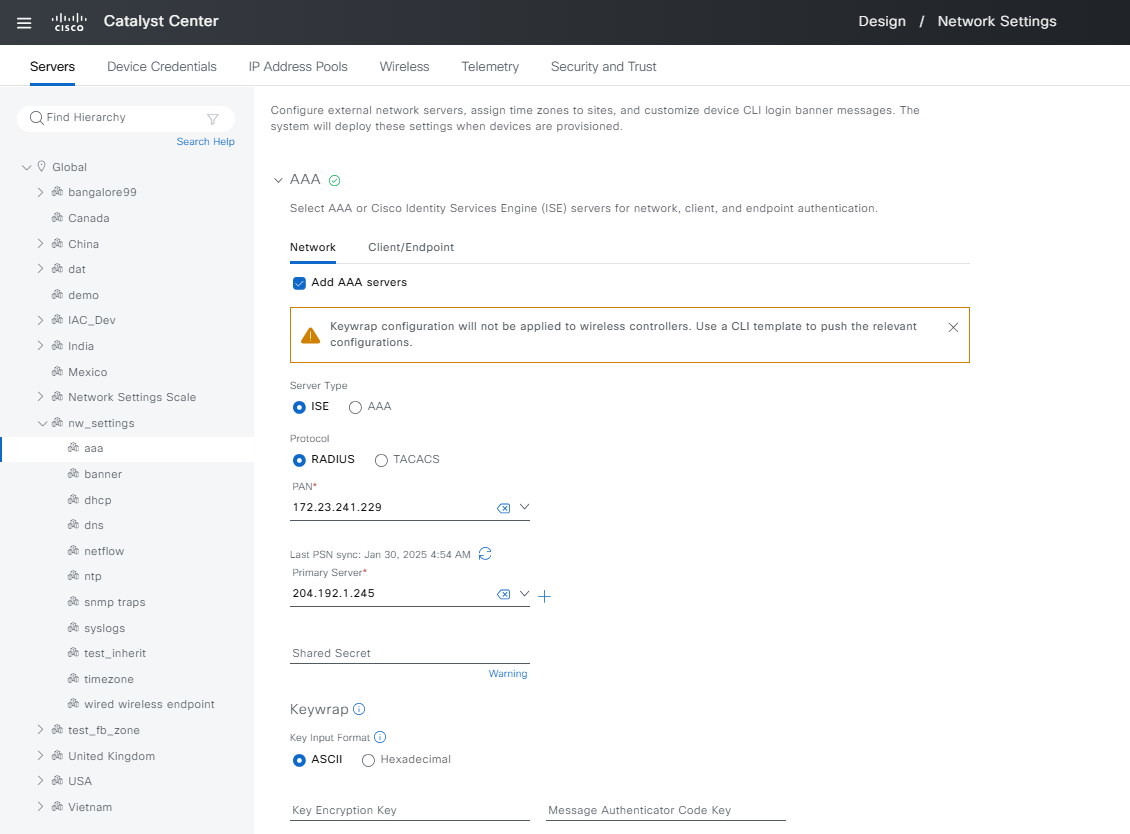 CISCO
Catalyst Center
Design / Network Settings
Servers
Device Credentials
IP Address Pools
Wireless
Telemetry
Security and Trust
Find Hierarchy
Search Help
Global
bangalore99
Canada
China
dat
demo
IAC_Dev
India
Mexico
Network Settings Scale
nw_settings
aaa
banner
dhcp
dns
netflow
ntp
snmp traps
syslogs
test_inherit
timezone
wired wireless endpoint
test_fb_zone
United Kingdom
USA
Vietnam
Configure external network servers, assign time zones to sites, and customize device CLI login banner messages. The
system will deploy these settings when devices are provisioned.
AAA
Select AAA or Cisco Identity Services Engine (ISE) servers for network, client, and endpoint authentication.
Network
Client/Endpoint
Add AAA servers
Keywrap configuration will not be applied to wireless controllers. Use a CLI template to push the relevant
configurations.
Server Type
ISE
AAA
Protocol
RADIUS
TACACS
PAN*
172.23.241.229
Last PSN sync: Jan 30, 2025 4:54 AM
Primary Server*
204.192.1.245
Shared Secret
Warning
Keywrap
Key Input Format
ASCII
Hexadecimal
Key Encryption Key
Message Authenticator Code Key